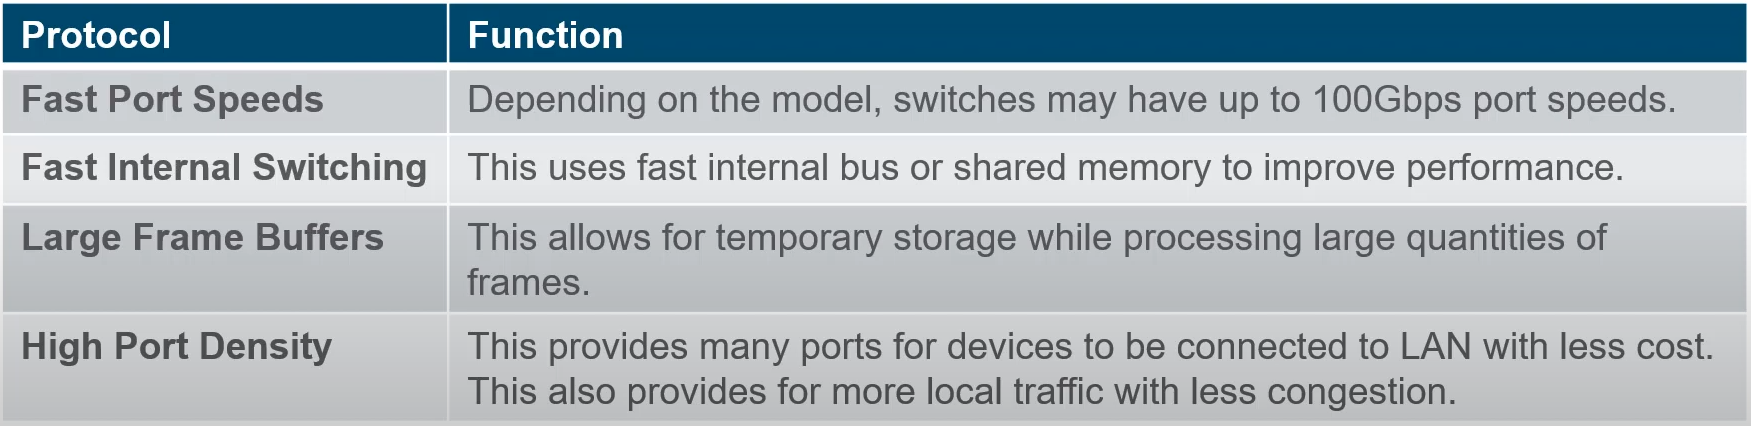 Protocol
Function
Fast Port Speeds
Depending on the model, switches may have up to 100Gbps port speeds.
Fast Internal Switching
This uses fast internal bus or shared memory to improve performance.
Large Frame Buffers
This allows for temporary storage while processing large quantities of
frames.
High Port Density
This provides many ports for devices to be connected to LAN with less cost.
This also provides for more local traffic with less congestion.